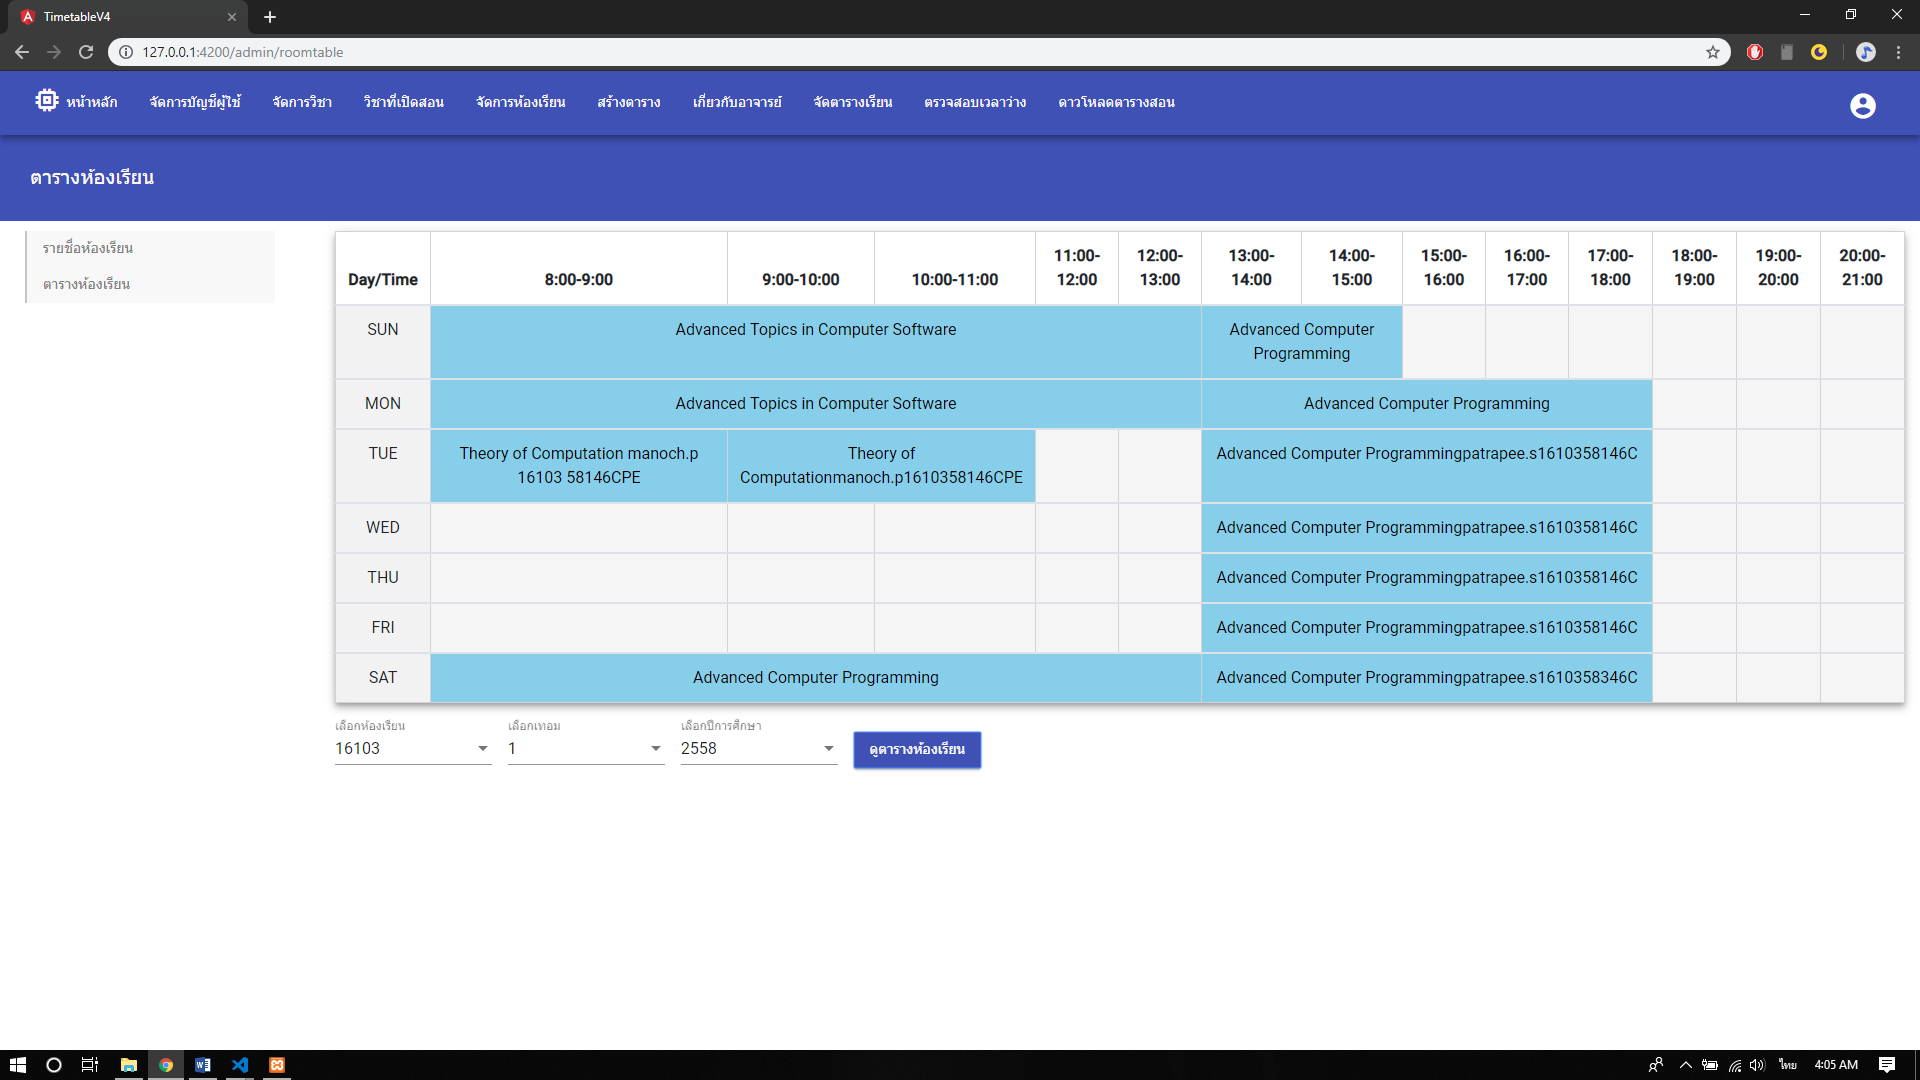 TimetableV4
127.0.0.1:4200/admin/roomtable
หน้าหลัก จัดการบัญชีผู้ใช้ จัดการวิชา วิชาที่เปิดสอน จัดการห้องเรียน สร้างตาราง เกี่ยวกับอาจารย์ จัดตารางเรียน ตรวจสอบเวลาว่าง ดาวโหลดตารางสอน
ตารางห้องเรียน
รายชื่อห้องเรียน
ตารางห้องเรียน
Day/Time 8:00-9:00 9:00-10:00 10:00-11:00 11:00-12:00 12:00-13:00 13:00-14:00 14:00-15:00 15:00-16:00 16:00-17:00 17:00-18:00 18:00-19:00 19:00-20:00 20:00-21:00
SUN Advanced Topics in Computer Software Advanced Computer Programming
MON Advanced Topics in Computer Software Advanced Computer Programming
TUE Theory of Computation manoch.p 16103 58146CPE Theory of Computationmanoch.p1610358146CPE Advanced Computer Programmingpatrapee.s1610358146C
WED Advanced Computer Programmingpatrapee.s1610358146C
THU Advanced Computer Programmingpatrapee.s1610358146C
FRI Advanced Computer Programmingpatrapee.s1610358146C
SAT Advanced Computer Programming Advanced Computer Programmingpatrapee.s1610358346C
เลือกห้องเรียน เลือกเทอม เลือกปีการศึกษา
16103 1 2558 ดูตารางห้องเรียน
ไทย 4:05 AM